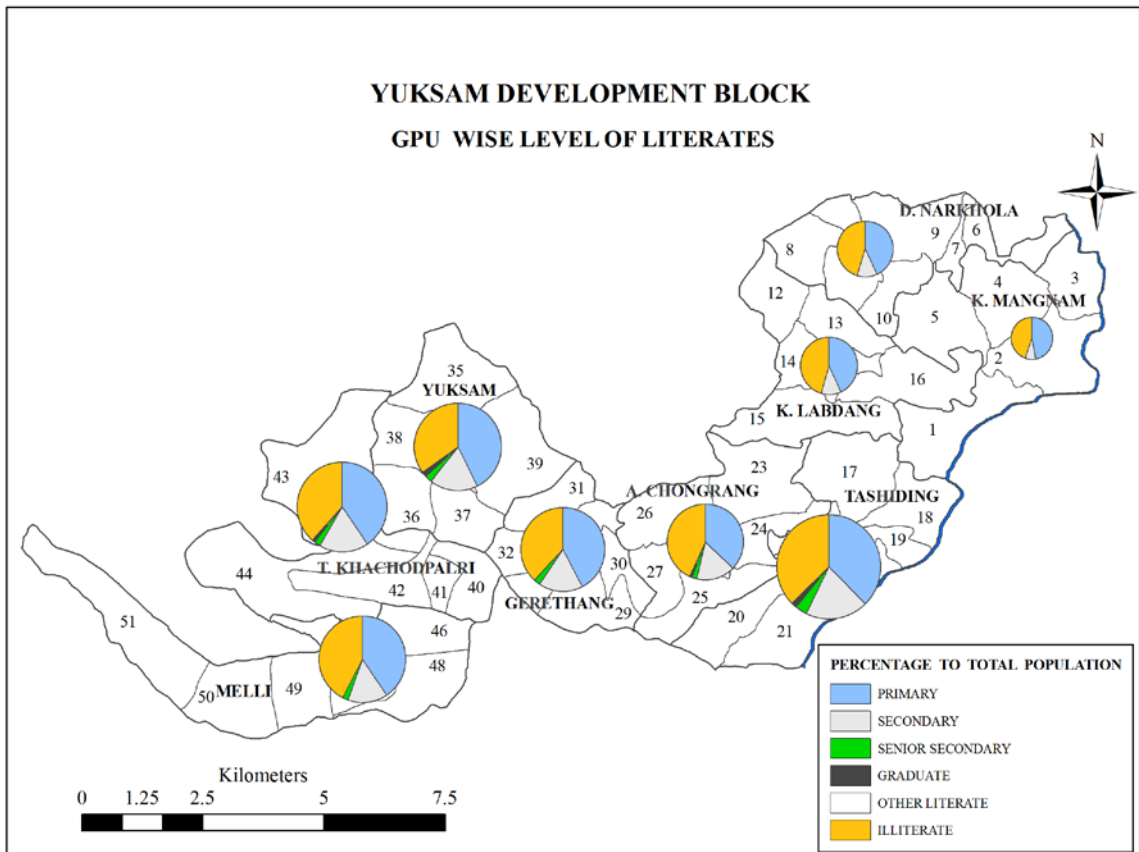 YUKSAM DEVELOPMENT BLOCK
GPU WISE LEVEL OF LITERATES
N
D. NARKHOLA
9
6
7
8
3
4
12
K. MANGNAM
13
10
5
2
14
16
35
YUKSAM
15
K. LABDANG
1
38
39
23
17
43
31
A. CHONGRANG
TASHIDING
36
37
26
24
18
19
32
30
27
44
T. KHACHODPALRI
42
41
40
GERETHANG
25
29
20
21
51
46
48
50
MELLI
49
PERCENTAGE TO TOTAL POPULATION
PRIMARY
SECONDARY
SENIOR SECONDARY
GRADUATE
OTHER LITERATE
ILLITERATE
Kilometers
0 1.25 2.5 5 7.5